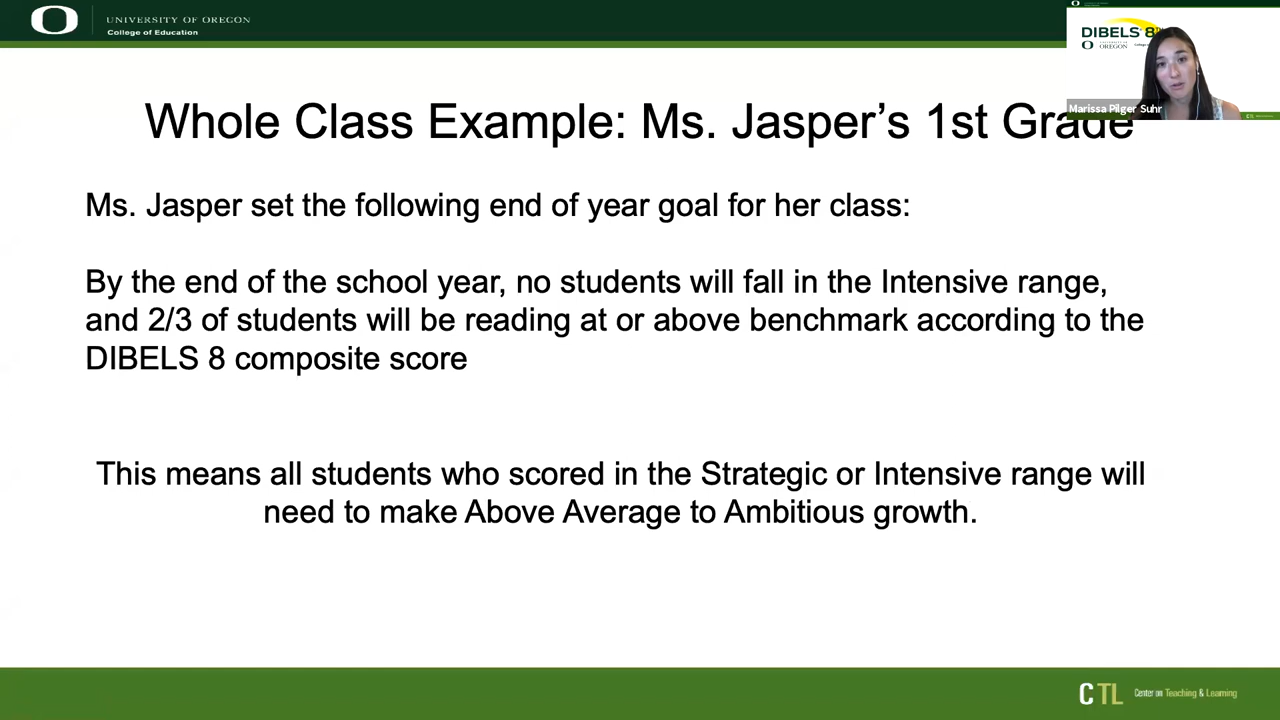 UNIVERSITY OF OREGON
College of Education
DIBELS 8
OREGON
Marissa Pilger Suhr
CTL
Whole Class Example: Ms. Jasper's 1st Grade
Ms. Jasper set the following end of year goal for her class:
By the end of the school year, no students will fall in the Intensive range,
and 2/3 of students will be reading at or above benchmark according to the
DIBELS 8 composite score
This means all students who scored in the Strategic or Intensive range will
need to make Above Average to Ambitious growth.
CTL Center on Teaching & Learning